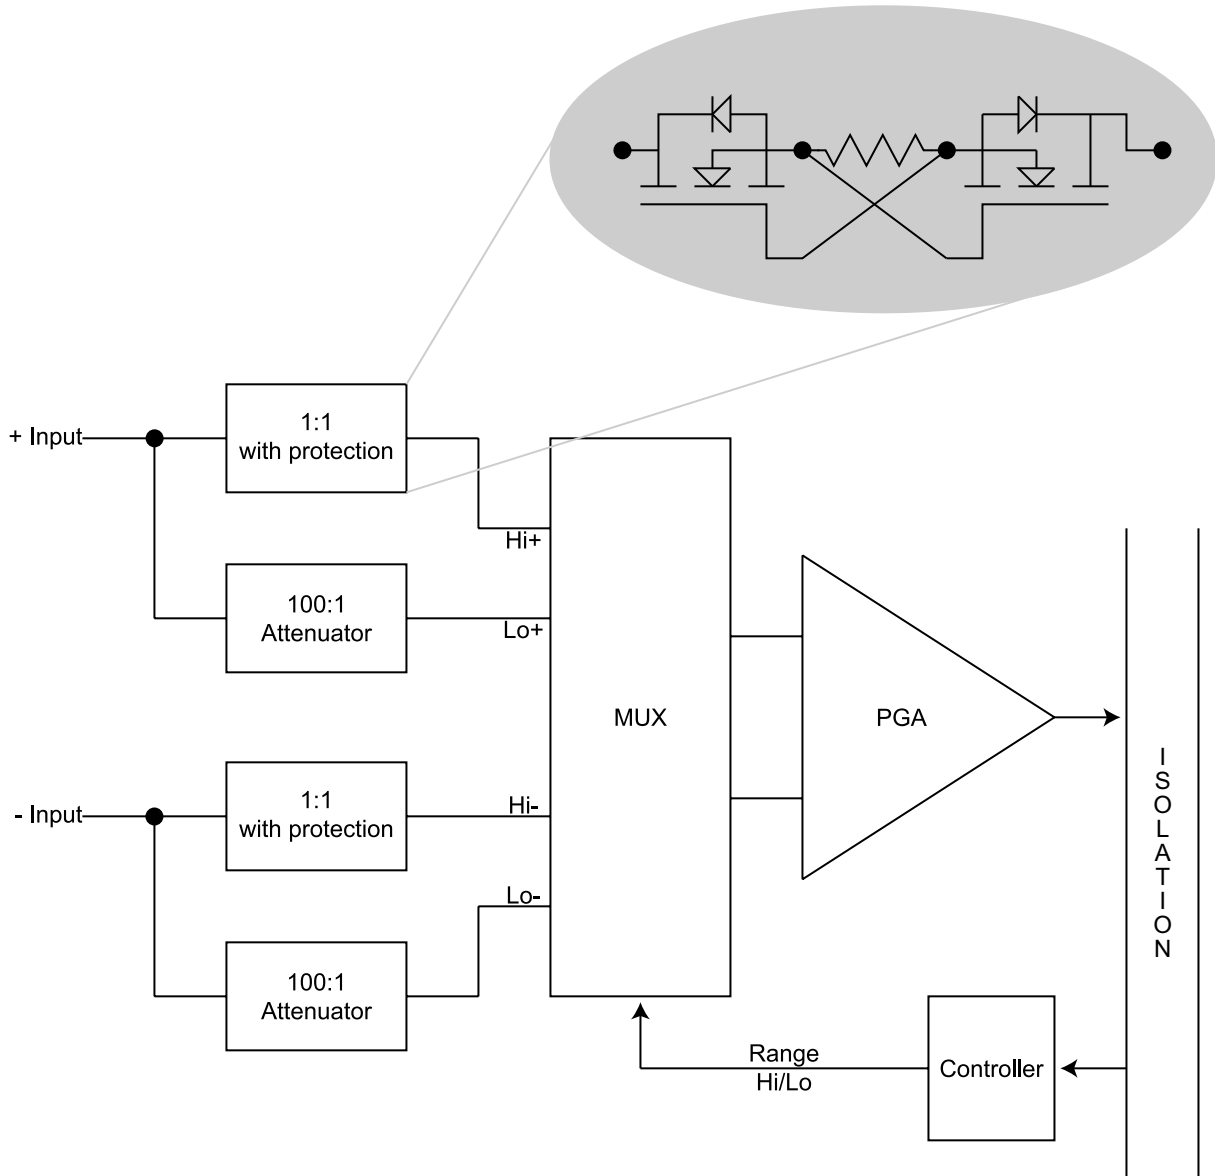 + Input
1:1
with protection
Hi+
100:1
Attenuator
Lo+
MUX
PGA
- Input
1:1
with protection
Hi-
Lo-
100:1
Attenuator
Range
Hi/Lo
Controller
ISOLATION